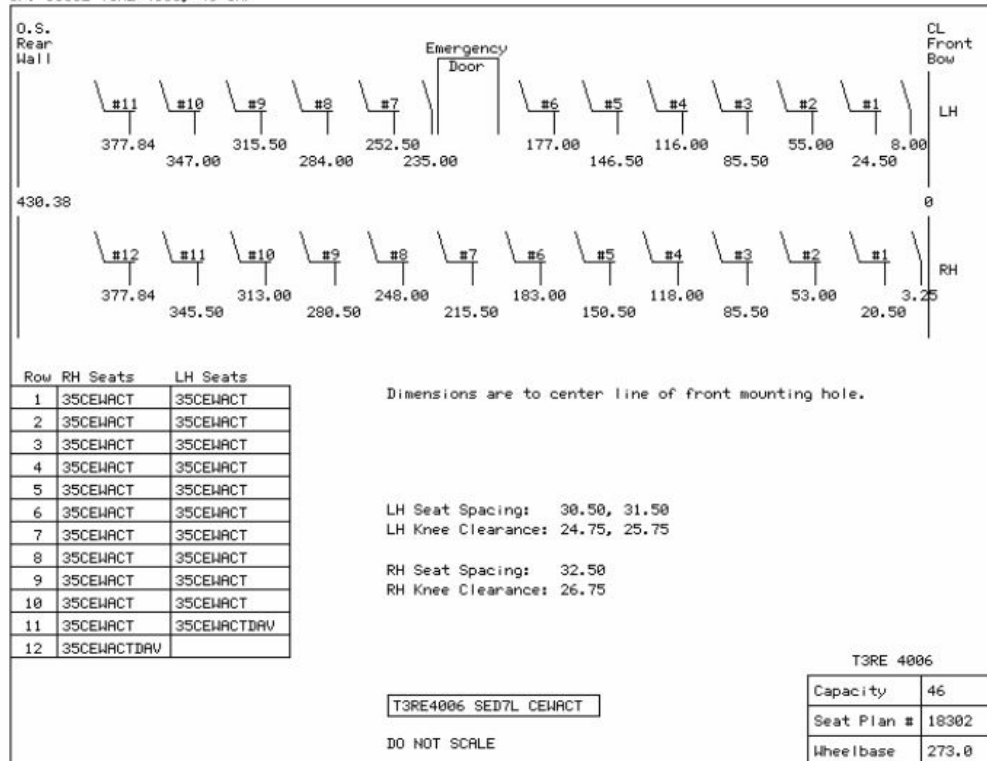 O.S.
Rear
Wall
Emergency
Door
CL
Front
Bow
#11 #10 #9 #8 #7 #6 #5 #4 #3 #2 #1
LH
377.84 315.50 252.50 177.00 116.00 55.00 8.00
347.00 284.00 235.00 146.50 85.50 24.50
430.38 0
#12 #11 #10 #9 #8 #7 #6 #5 #4 #3 #2 #1
RH
377.84 313.00 248.00 183.00 118.00 53.00 3.25
345.50 280.50 215.50 150.50 85.50 20.50
Row RH Seats LH Seats
1 35CEWACT 35CEWACT
2 35CEWACT 35CEWACT
3 35CEWACT 35CEWACT
4 35CEWACT 35CEWACT
5 35CEWACT 35CEWACT
6 35CEWACT 35CEWACT
7 35CEWACT 35CEWACT
8 35CEWACT 35CEWACT
9 35CEWACT 35CEWACT
10 35CEWACT 35CEWACT
11 35CEWACT 35CEWACTDAV
12 35CEWACTDAV
Dimensions are to center line of front mounting hole.
LH Seat Spacing: 30.50, 31.50
LH Knee Clearance: 24.75, 25.75
RH Seat Spacing: 32.50
RH Knee Clearance: 26.75
T3RE4006 SED7L CEWACT
DO NOT SCALE
T3RE 4006
Capacity 46
Seat Plan # 18302
Wheelbase 273.0